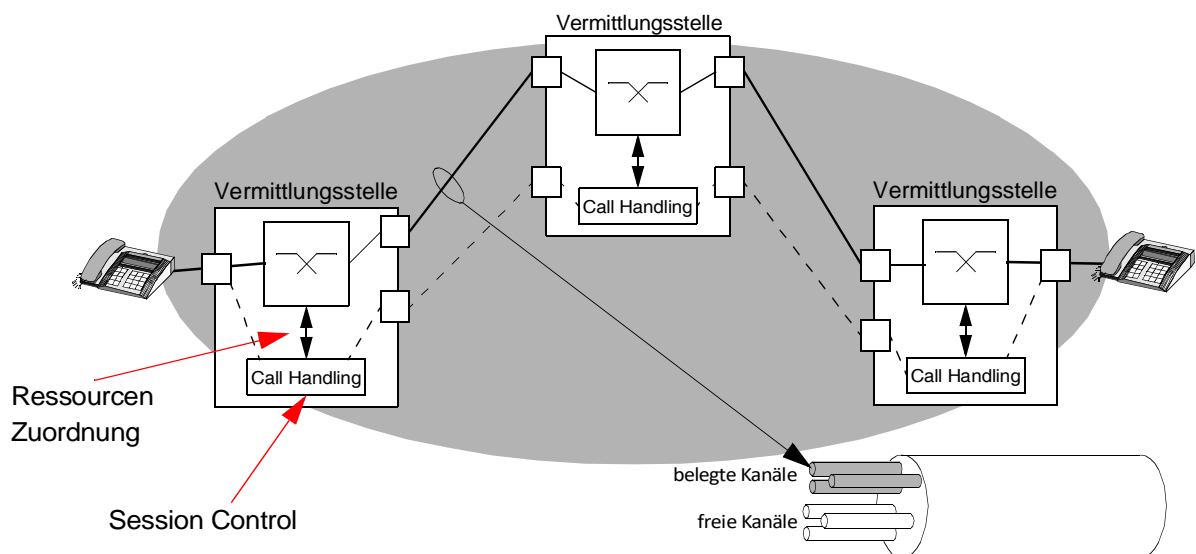 Vermittlungsstelle
Call Handling
Vermittlungsstelle
Call Handling
Vermittlungsstelle
Call Handling
Ressourcen
Zuordnung
Session Control
belegte Kanäle
freie Kanäle